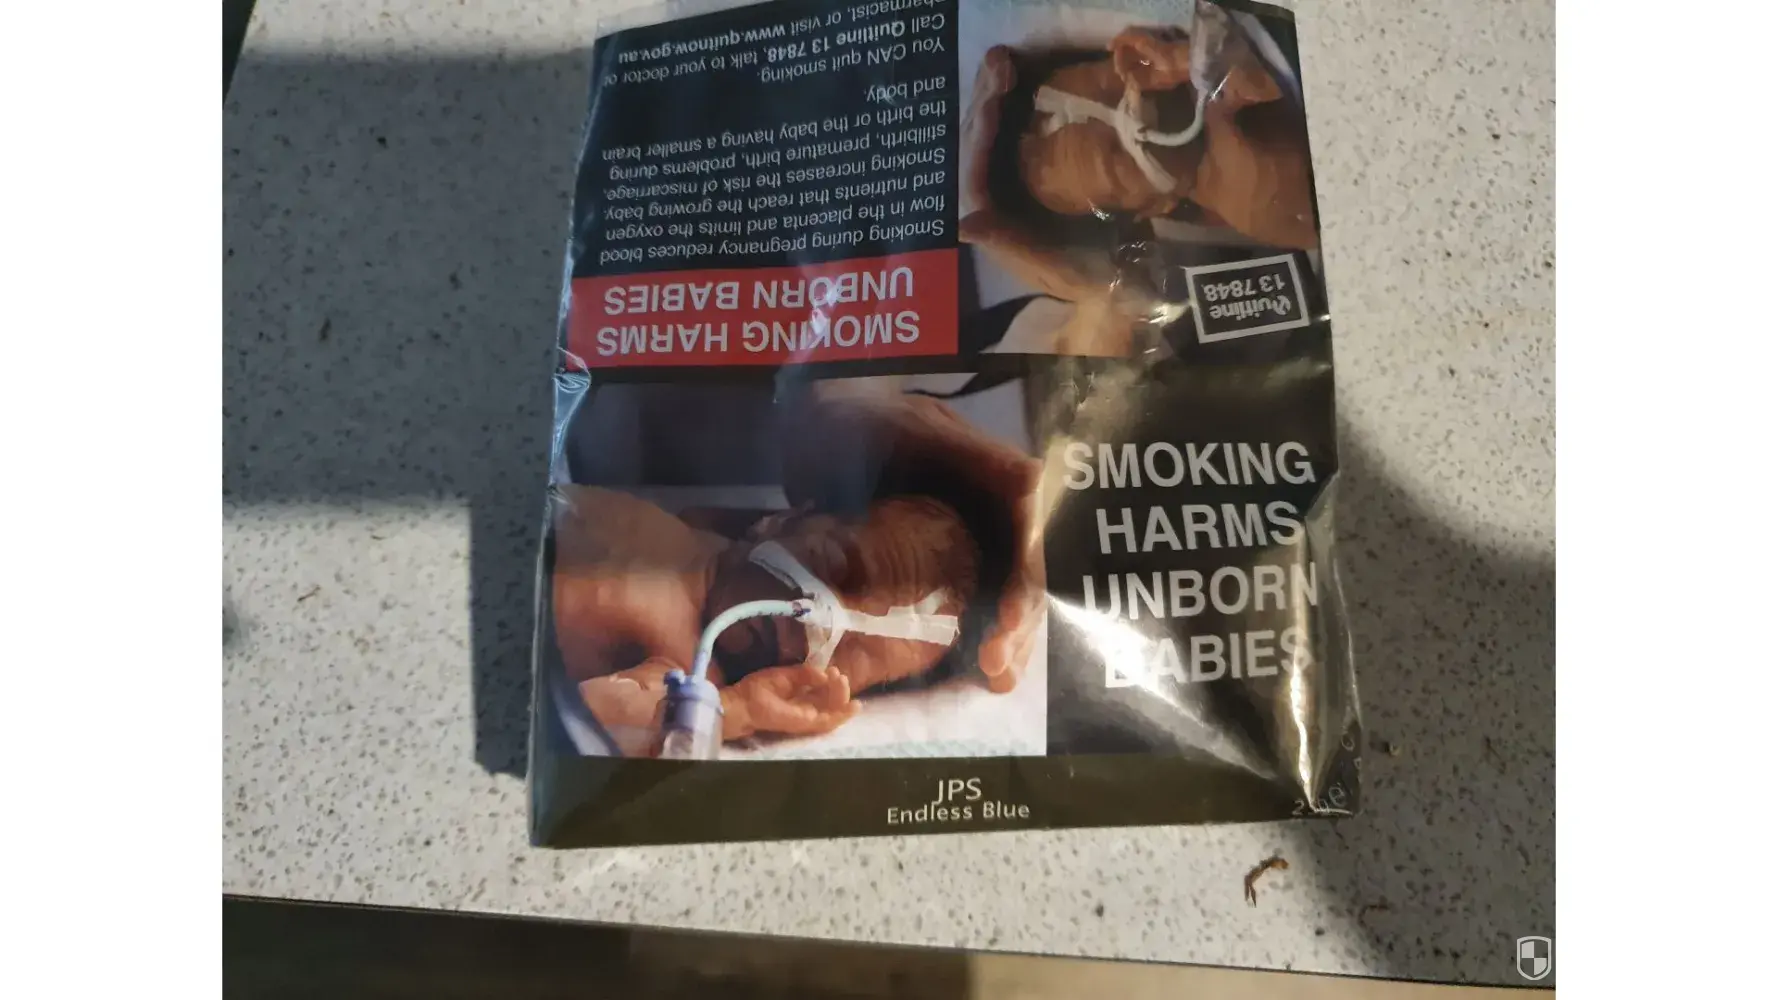 SMOKING HARMS
UNBORN BABIES
Smoking during pregnancy reduces blood
flow in the placenta and limits the oxygen
and nutrients that reach the growing baby.
Smoking increases the risk of miscarriage,
stillbirth, premature birth, problems during
the birth or the baby having a smaller brain
and body.
You CAN quit smoking.
Call Quitline 13 7848, talk to your doctor or
pharmacist, or visit www.quitnow.gov.au
Quitline
13 7848
SMOKING
HARMS
UNBORN
BABIES
JPS
Endless Blue